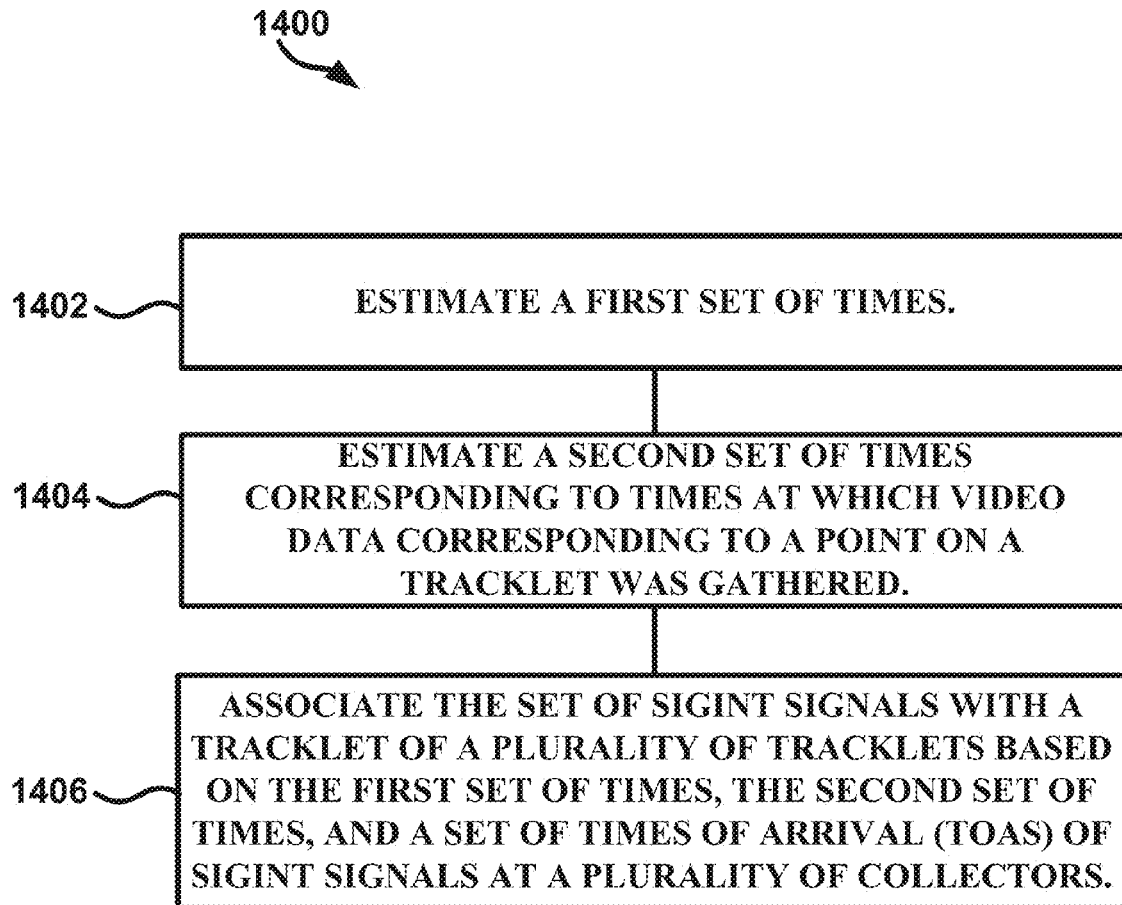 1400
1402
ESTIMATE A FIRST SET OF TIMES.
1404
ESTIMATE A SECOND SET OF TIMES
CORRESPONDING TO TIMES AT WHICH VIDEO
DATA CORRESPONDING TO A POINT ON A
TRACKLET WAS GATHERED.
1406
ASSOCIATE THE SET OF SIGINT SIGNALS WITH A
TRACKLET OF A PLURALITY OF TRACKLETS BASED
ON THE FIRST SET OF TIMES, THE SECOND SET OF
TIMES, AND A SET OF TIMES OF ARRIVAL (TOAS) OF
SIGINT SIGNALS AT A PLURALITY OF COLLECTORS.